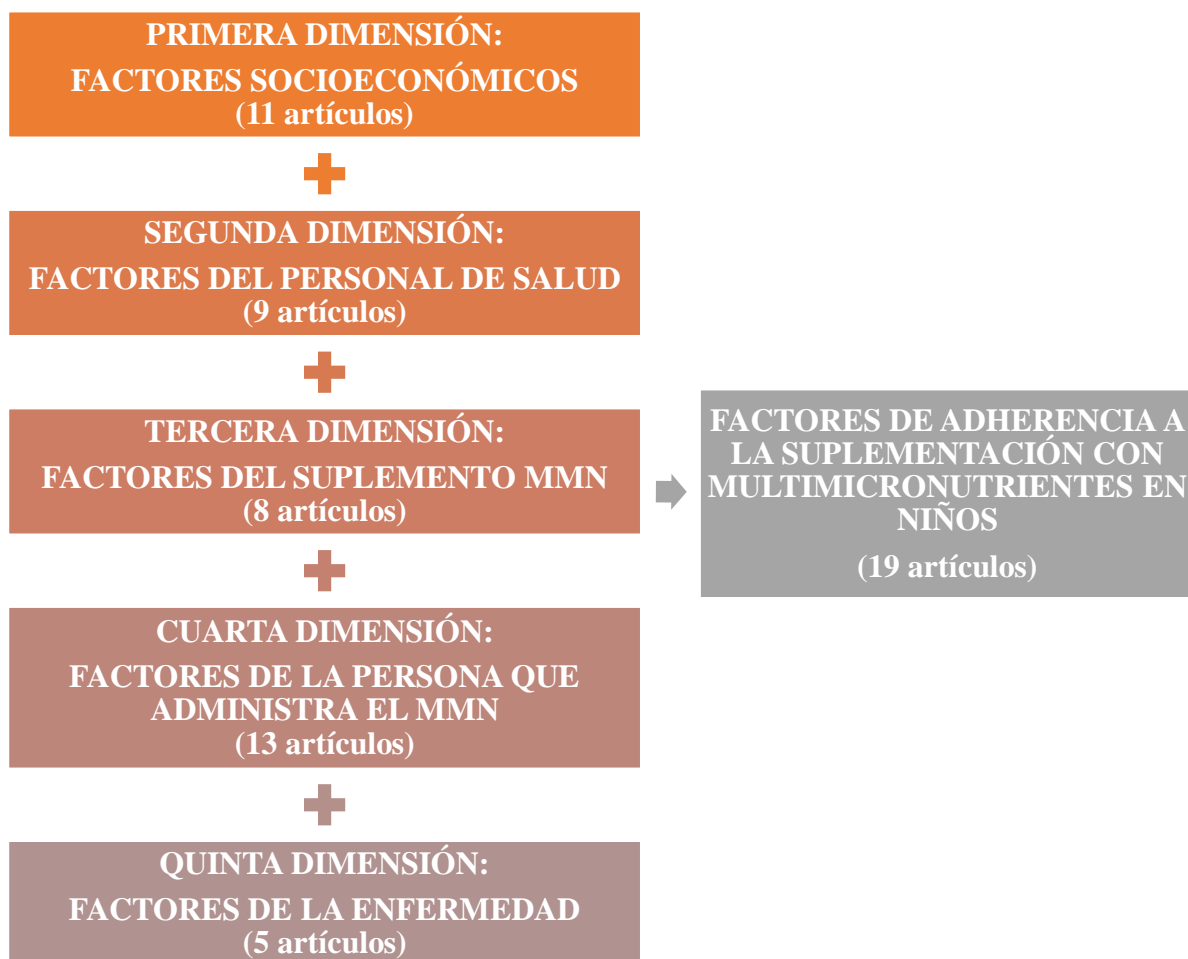 PRIMERA DIMENSIÓN:
FACTORES SOCIOECONÓMICOS
(11 artículos)
SEGUNDA DIMENSIÓN:
FACTORES DEL PERSONAL DE SALUD
(9 artículos)
TERCERA DIMENSIÓN:
FACTORES DEL SUPLEMENTO MMN
(8 artículos)
CUARTA DIMENSIÓN:
FACTORES DE LA PERSONA QUE
ADMINISTRA EL MMN
(13 artículos)
QUINTA DIMENSIÓN:
FACTORES DE LA ENFERMEDAD
(5 artículos)
FACTORES DE ADHERENCIA A
LA SUPLEMENTACIÓN CON
MULTIMICRONUTRIENTES EN
NIÑOS
(19 artículos)